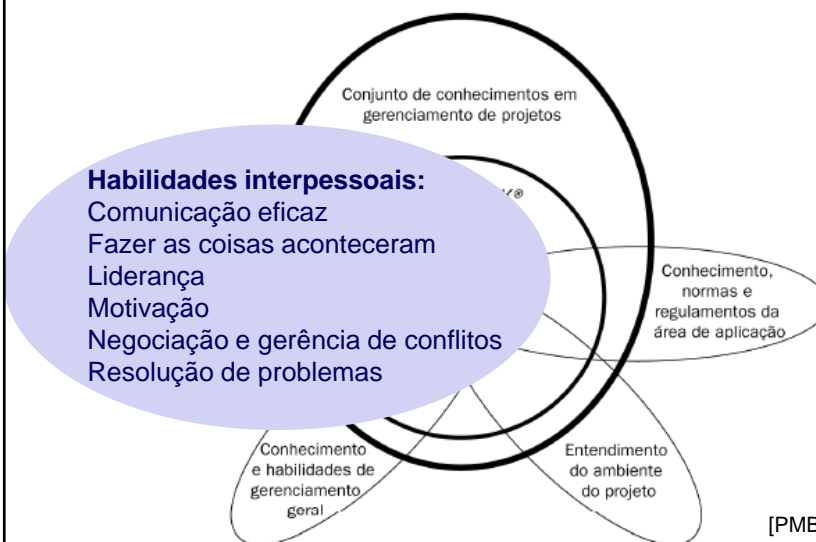 Conjunto de conhecimentos em
gerenciamento de projetos
Habilidades interpessoais:
Comunicação eficaz
Fazer as coisas aconteceram
Liderança
Motivação
Negociação e gerência de conflitos
Resolução de problemas
Conhecimento,
normas e
regulamentos da
área de aplicação
Conhecimento
e habilidades de
gerenciamento
geral
Entendimento
do ambiente
do projeto
[PMB